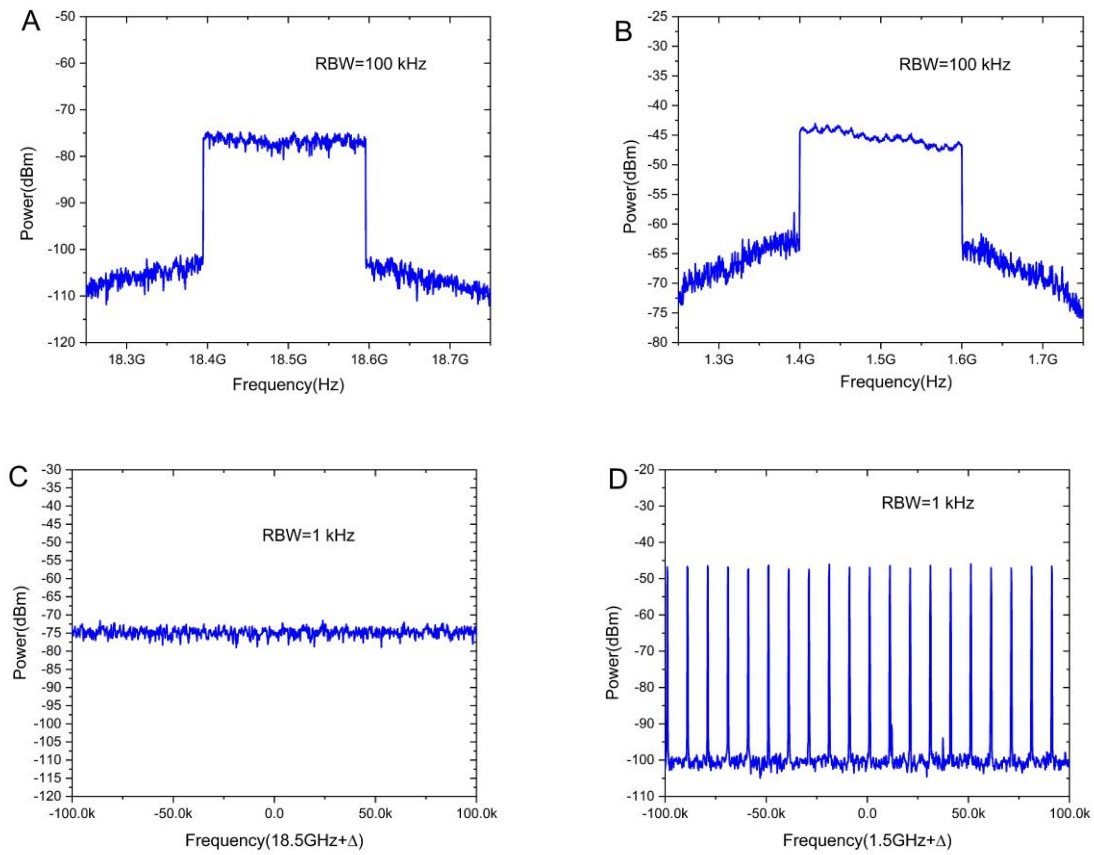 A
-50
-60
-70
-80
-90
-100
-110
-120
Power(dBm)
RBW=100 kHz
18.3G 18.4G 18.5G 18.6G 18.7G
Frequency(Hz)
B
-25
-30
-35
-40
-45
-50
-55
-60
-65
-70
-75
-80
Power(dBm)
RBW=100 kHz
1.3G 1.4G 1.5G 1.6G 1.7G
Frequency(Hz)
C
-30
-35
-40
-45
-50
-55
-60
-65
-70
-75
-80
-85
-90
-95
-100
-105
-110
-115
-120
Power(dBm)
RBW=1 kHz
-100.0k -50.0k 0.0 50.0k 100.0k
Frequency(18.5GHz+Δ)
D
-20
-30
-40
-50
-60
-70
-80
-90
-100
-110
Power(dBm)
RBW=1 kHz
-100.0k -50.0k 0.0 50.0k 100.0k
Frequency(1.5GHz+Δ)